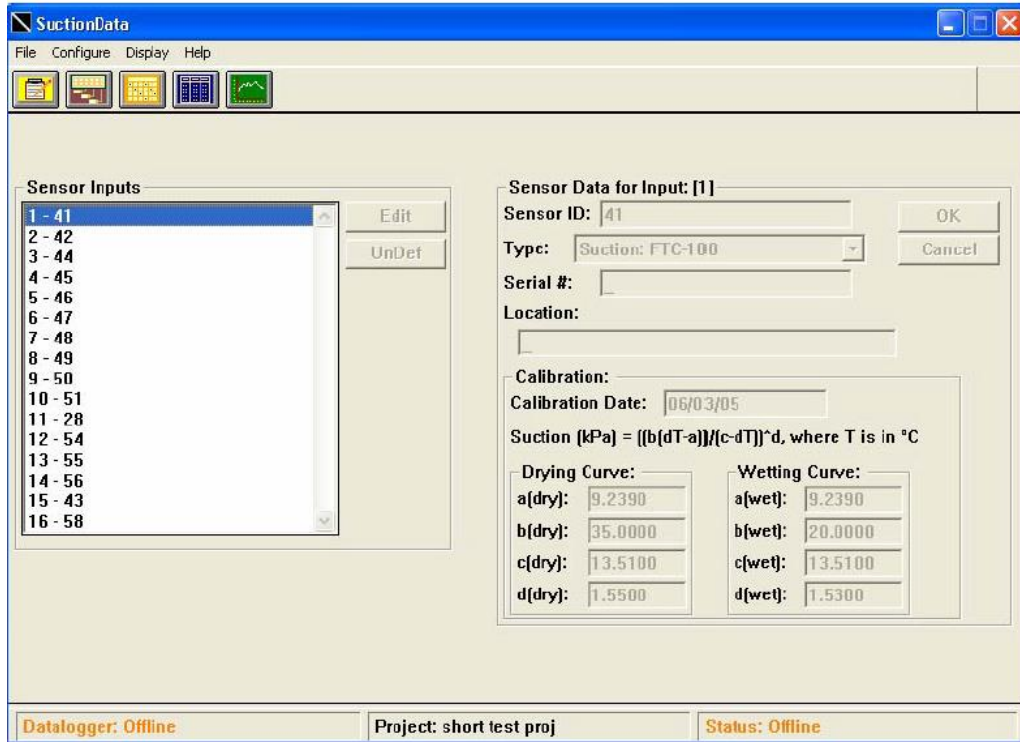 SuctionData
File Configure Display Help
Sensor Inputs
1 - 41
2 - 42
3 - 44
4 - 45
5 - 46
6 - 47
7 - 48
8 - 49
9 - 50
10 - 51
11 - 28
12 - 54
13 - 55
14 - 56
15 - 43
16 - 58
Edit
UnDef
Sensor Data for Input: [1]
Sensor ID: 41
OK
Type: Suction: FTC-100
Cancel
Serial #: _
Location:
_
Calibration:
Calibration Date: 06/03/05
Suction (kPa) = [(b(dT-a)]/(c-dT)]^d, where T is in °C
Drying Curve:
a(dry): 9.2390
b(dry): 35.0000
c(dry): 13.5100
d(dry): 1.5500
Wetting Curve:
a(wet): 9.2390
b(wet): 20.0000
c(wet): 13.5100
d(wet): 1.5300
Datalogger: Offline
Project: short test proj
Status: Offline